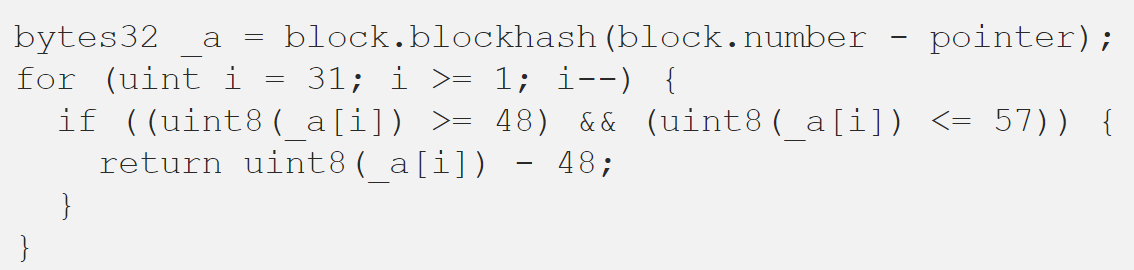 bytes32 _a = block.blockhash(block.number - pointer);
for (uint i = 31; i >= 1; i--) {
  if ((uint8(_a[i]) >= 48) && (uint8(_a[i]) <= 57)) {
    return uint8(_a[i]) - 48;
  }
}